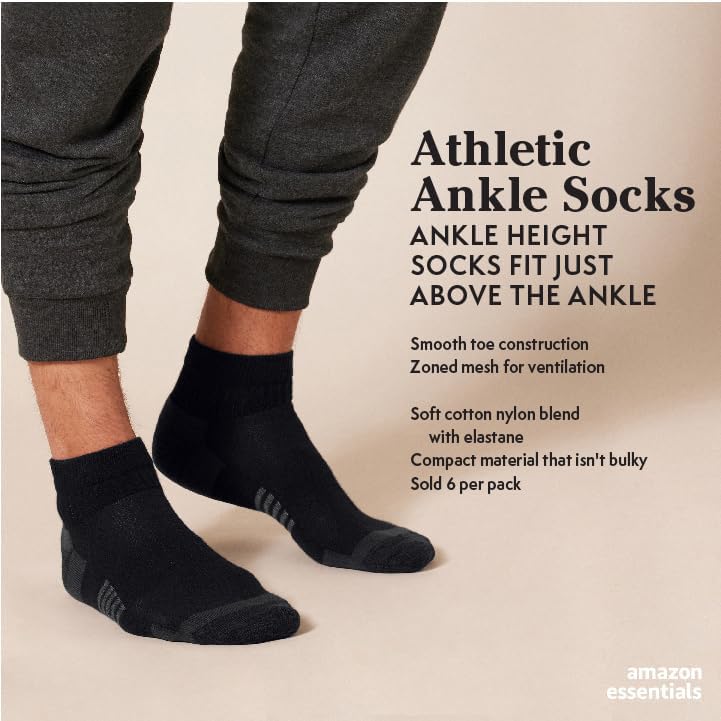 Athletic
Ankle Socks
ANKLE HEIGHT
SOCKS FIT JUST
ABOVE THE ANKLE
Smooth toe construction
Zoned mesh for ventilation
Soft cotton nylon blend
with elastane
Compact material that isn't bulky
Sold 6 per pack
amazon
essentials